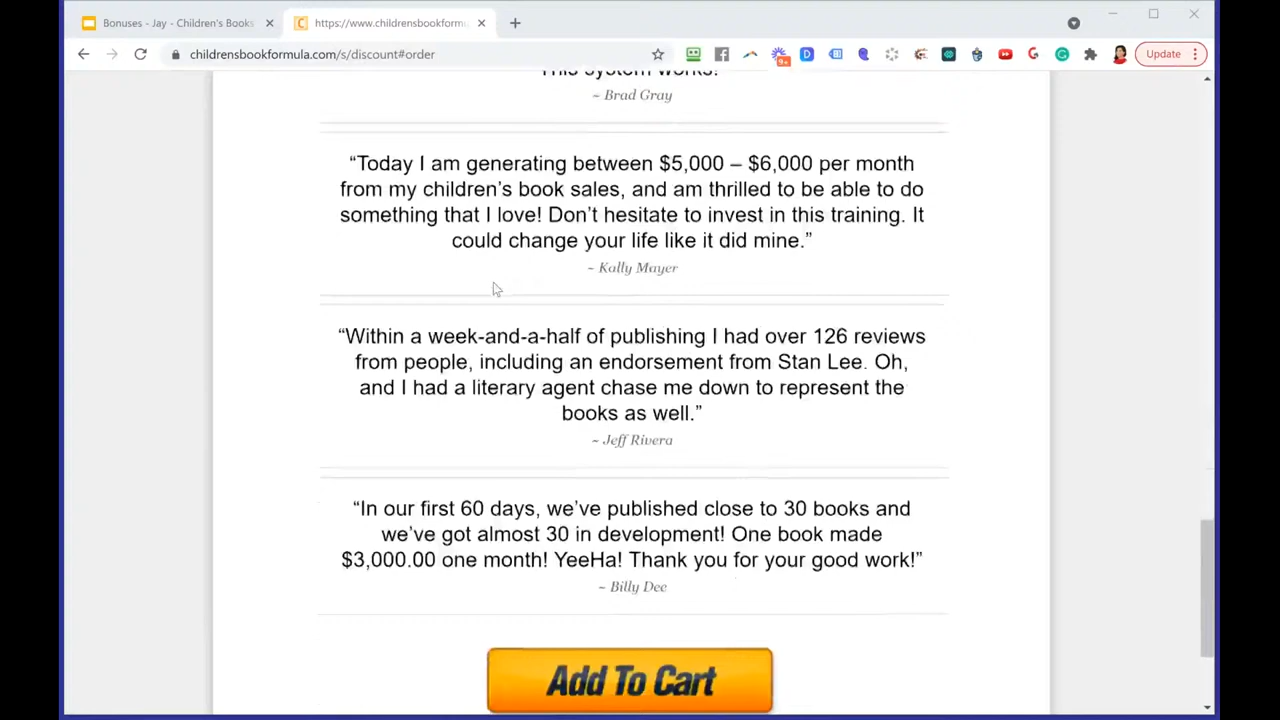 Bonuses - Jay - Children's Books
https://www.childrensbookformu
childrensbookformula.com/s/discount#order
9+
Update
This system works!
~ Brad Gray
“Today I am generating between $5,000 – $6,000 per month
from my children’s book sales, and am thrilled to be able to do
something that I love! Don’t hesitate to invest in this training. It
could change your life like it did mine.”
~ Kally Mayer
“Within a week-and-a-half of publishing I had over 126 reviews
from people, including an endorsement from Stan Lee. Oh,
and I had a literary agent chase me down to represent the
books as well.”
~ Jeff Rivera
“In our first 60 days, we’ve published close to 30 books and
we’ve got almost 30 in development! One book made
$3,000.00 one month! YeeHa! Thank you for your good work!”
~ Billy Dee
Add To Cart